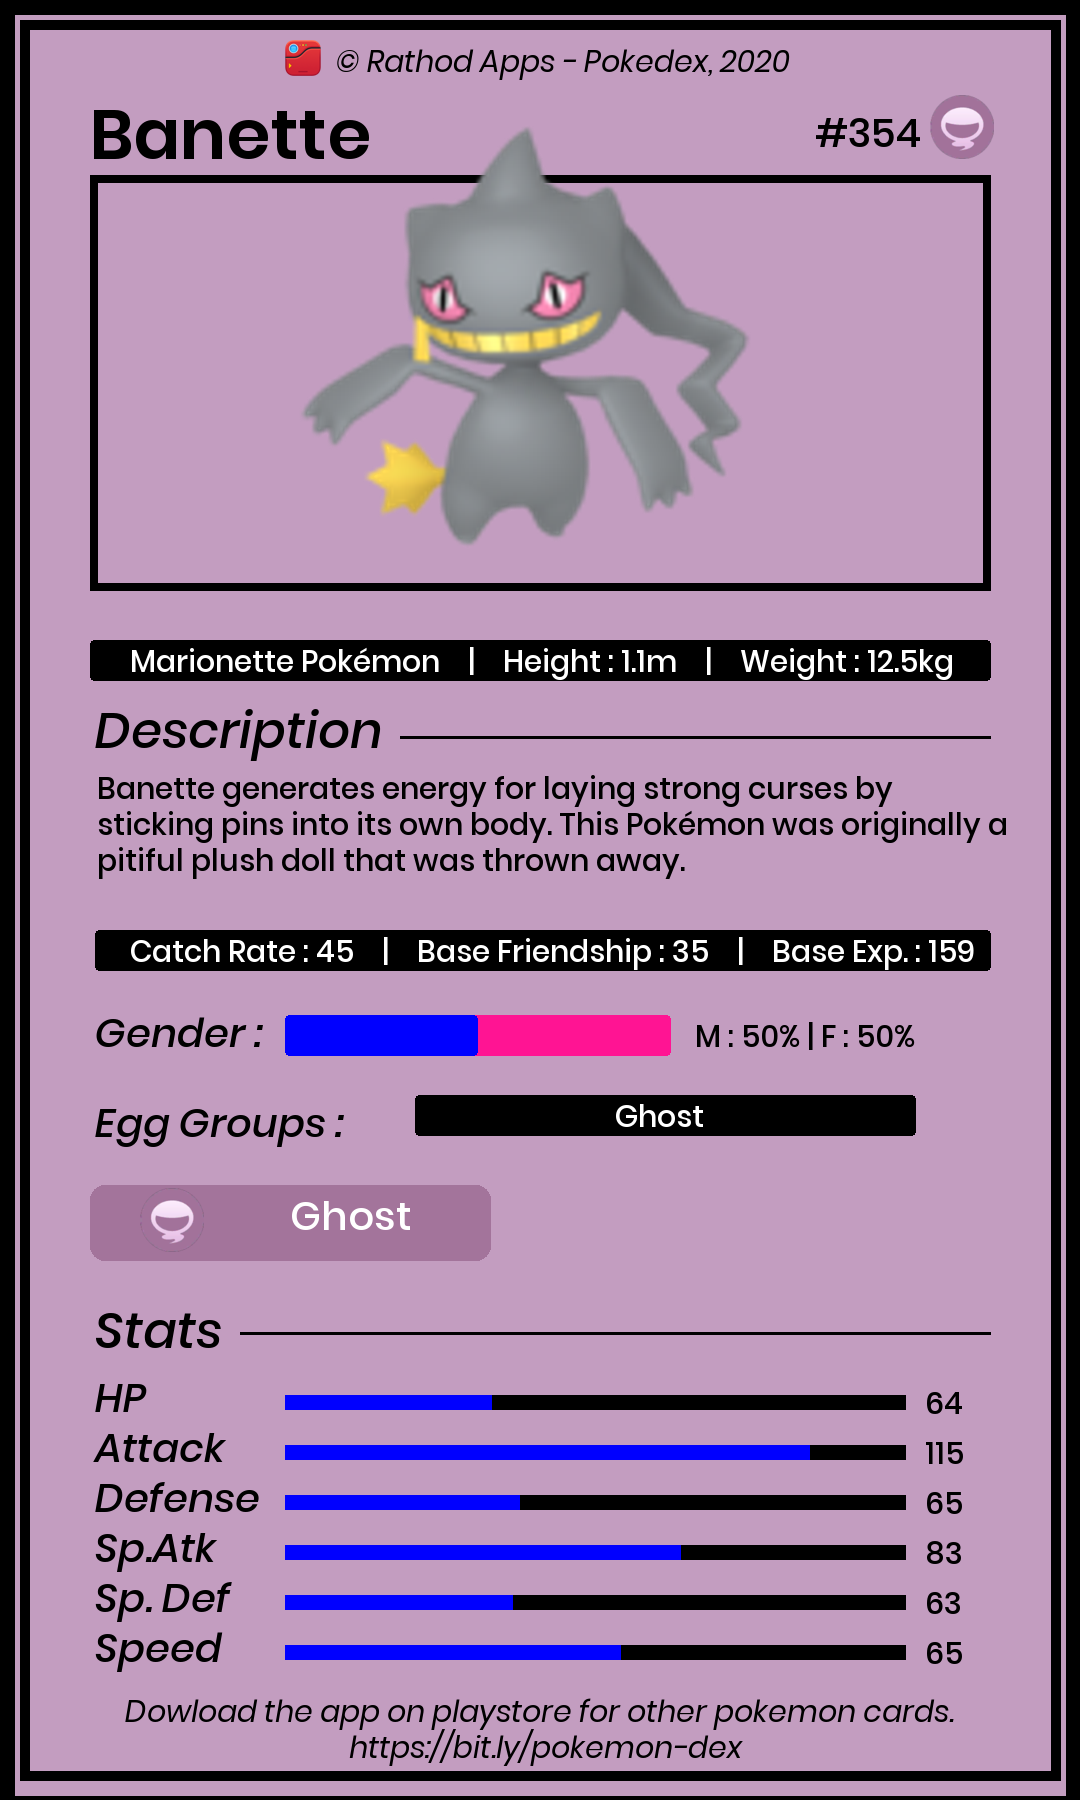 © Rathod Apps - Pokedex, 2020
Banette
#354
Marionette Pokémon | Height : 1.1m | Weight : 12.5kg
Description
Banette generates energy for laying strong curses by
sticking pins into its own body. This Pokémon was originally a
pitiful plush doll that was thrown away.
Catch Rate : 45 | Base Friendship : 35 | Base Exp. : 159
Gender : M : 50% | F : 50%
Egg Groups : Ghost
Ghost
Stats
HP 64
Attack 115
Defense 65
Sp.Atk 83
Sp. Def 63
Speed 65
Dowload the app on playstore for other pokemon cards.
https://bit.ly/pokemon-dex